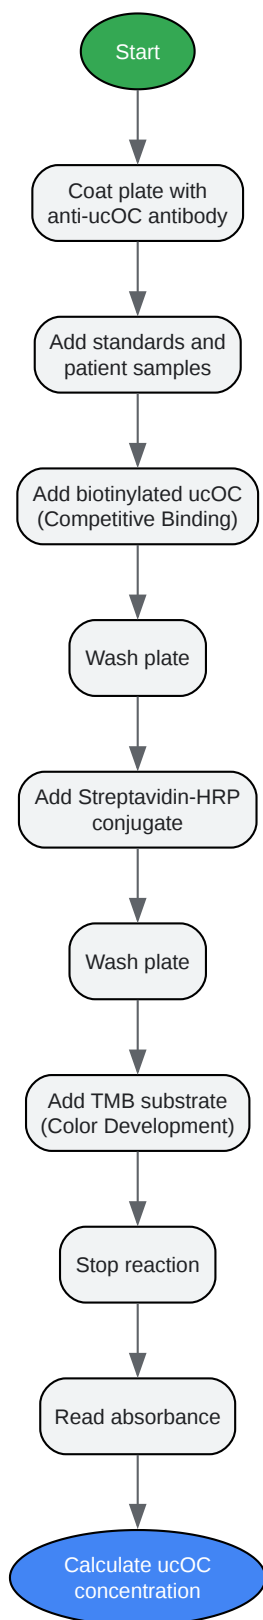 Start
Coat plate with
anti-ucOC antibody
Add standards and
patient samples
Add biotinylated ucOC
(Competitive Binding)
Wash plate
Add Streptavidin-HRP
conjugate
Wash plate
Add TMB substrate
(Color Development)
Stop reaction
Read absorbance
Calculate ucOC
concentration